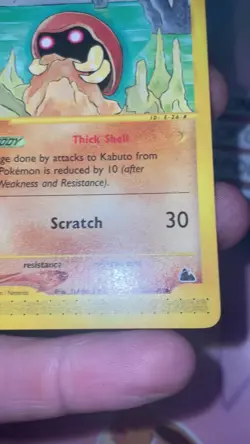 BODY
Thick Shell
ge done by attacks to Kabuto from
Pokémon is reduced by 10 (after
Weakness and Resistance).
Scratch 30
resistance